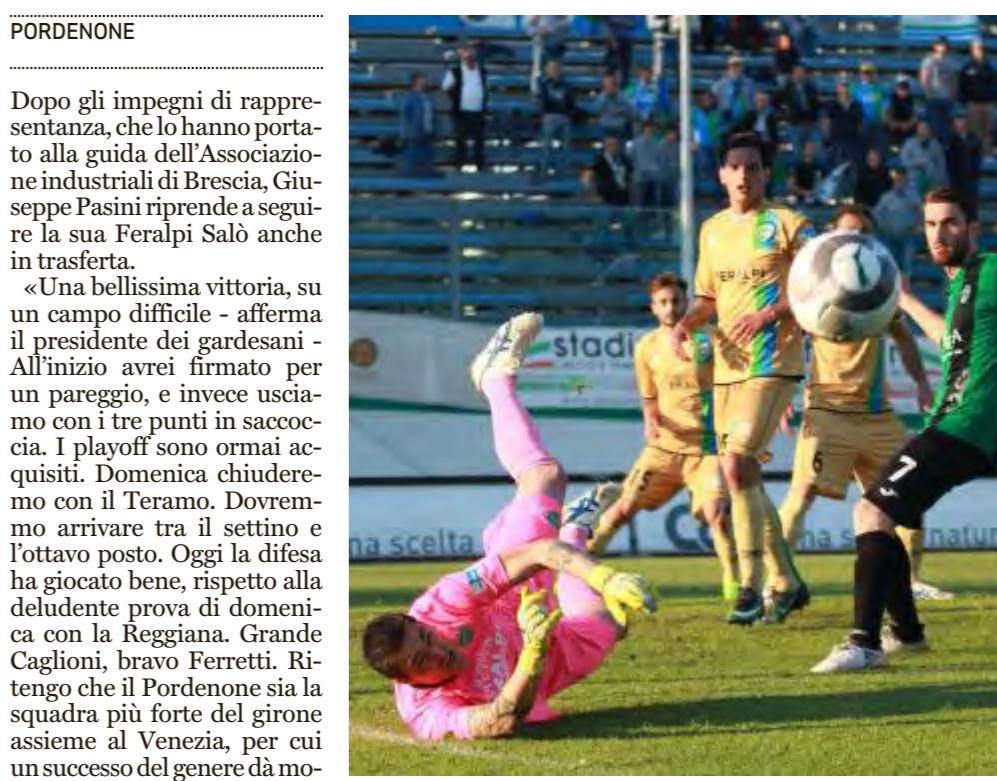 PORDENONE
Dopo gli impegni di rappre-
sentanza, che lo hanno porta-
to alla guida dell'Associazio-
ne industriali di Brescia, Giu-
seppe Pasini riprende a segui-
re la sua Feralpi Salò anche
in trasferta.
«Una bellissima vittoria, su
un campo difficile - afferma
il presidente dei gardesani -
All'inizio avrei firmato per
un pareggio, e invece uscia-
mo con i tre punti in saccoc-
cia. I playoff sono ormai ac-
quisiti. Domenica chiudere-
mo con il Teramo. Dovrem-
mo arrivare tra il settino e
l'ottavo posto. Oggi la difesa
ha giocato bene, rispetto alla
deludente prova di domeni-
ca con la Reggiana. Grande
Caglioni, bravo Ferretti. Ri-
tengo che il Pordenone sia la
squadra più forte del girone
assieme al Venezia, per cui
un successo del genere dà mo-
stadi
FERALPI
7
6
5
na scelta
ma s
natur